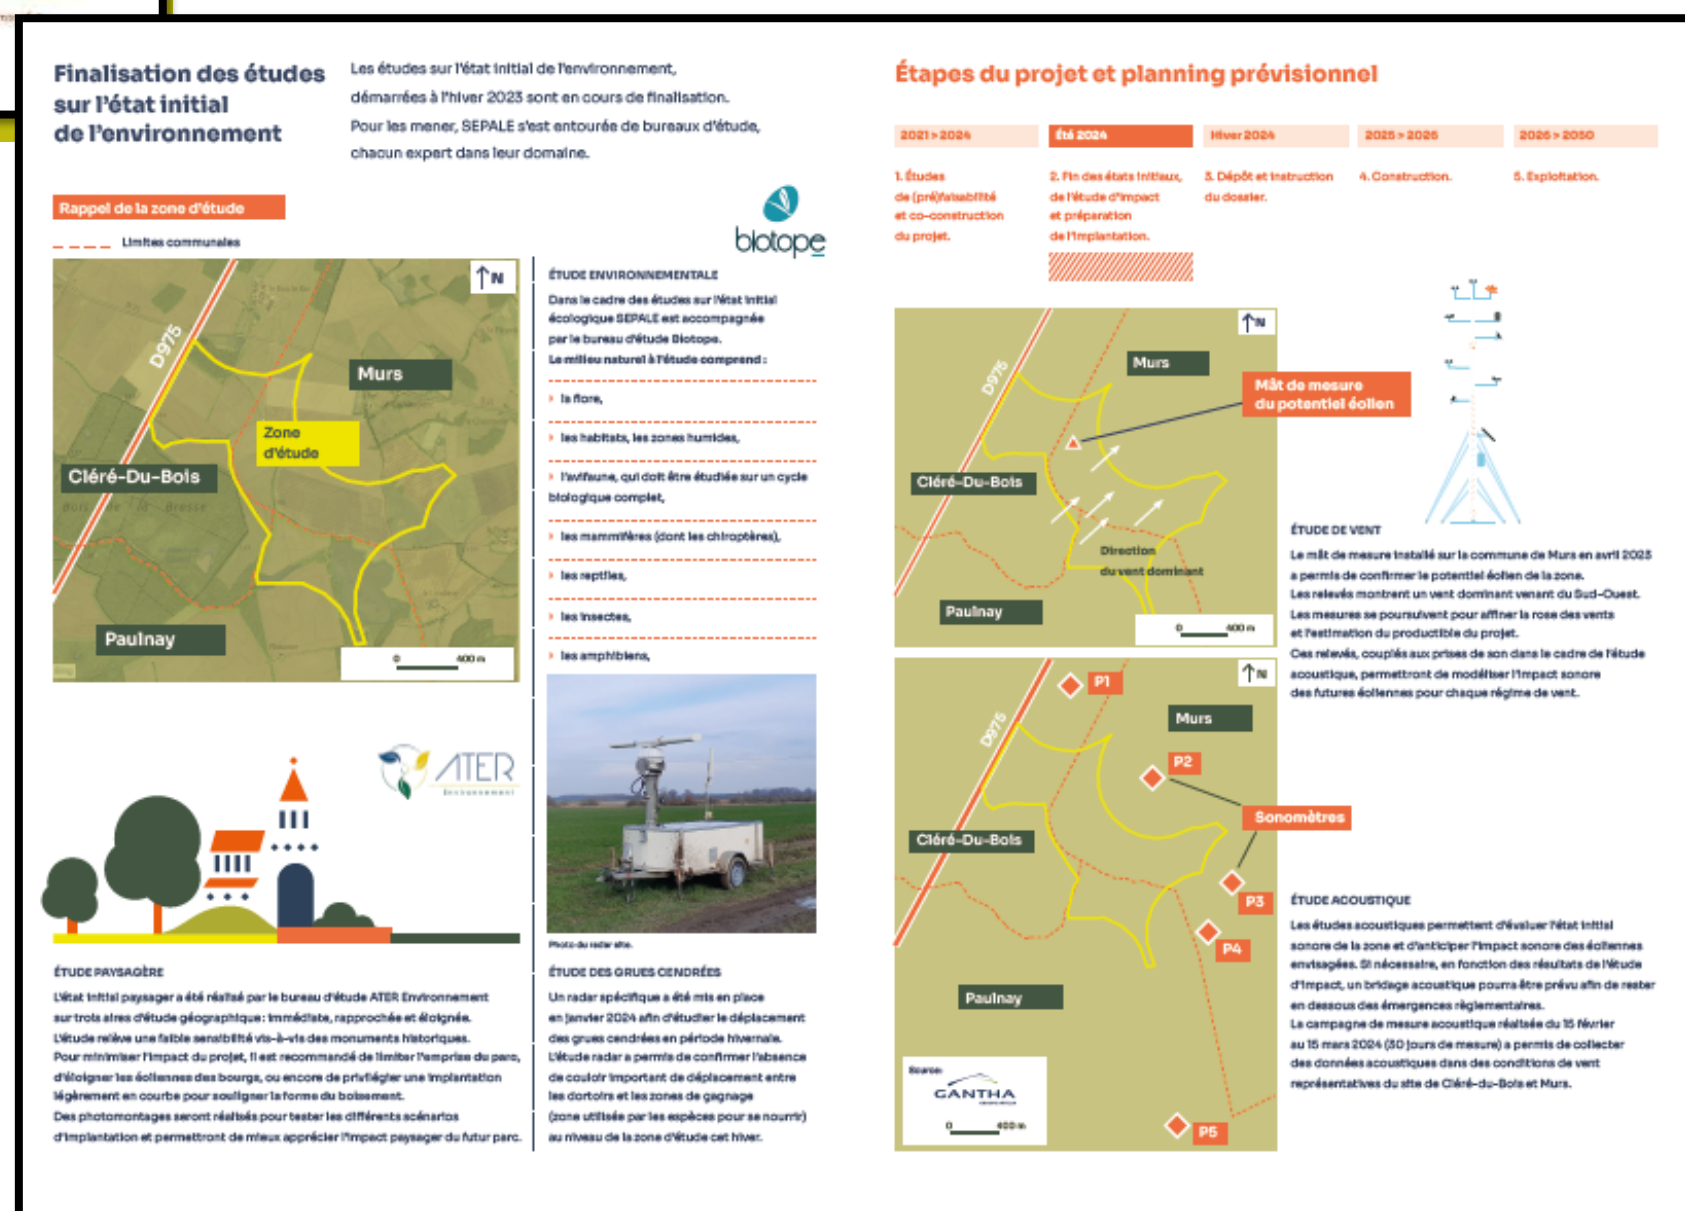 Finalisation des études
sur l'état initial
de l'environnement
Les études sur l'état initial de l'environnement,
démarrées à l'hiver 2023 sont en cours de finalisation.
Pour les mener, SEPALE s'est entourée de bureaux d'étude,
chacun expert dans leur domaine.
Rappel de la zone d'étude
Limites communales
N
D975
Murs
Zone
d'étude
Cléré-Du-Bois
Paulnay
0 400 m
ATER
Environnement
ÉTUDE PAYSAGÈRE
L'état initial paysager a été réalisé par le bureau d'étude ATER Environnement
sur trois aires d'étude géographique : immédiate, rapprochée et éloignée.
L'étude relève une faible sensibilité vis-à-vis des monuments historiques.
Pour minimiser l'impact du projet, il est recommandé de limiter l'emprise du parc,
d'éloigner les éoliennes des bourgs, ou encore de privilégier une implantation
légèrement en courbe pour souligner la forme du boisement.
Des photomontages seront réalisés pour tester les différents scénarios
d'implantation et permettront de mieux apprécier l'impact paysager du futur parc.
biotope
ÉTUDE ENVIRONNEMENTALE
Dans le cadre des études sur l'état initial
écologique SEPALE est accompagnée
par le bureau d'étude Biotope.
Le milieu naturel à l'étude comprend :
› la flore,
› les habitats, les zones humides,
› l'avifaune, qui doit être étudiée sur un cycle
biologique complet,
› les mammifères (dont les chiroptères),
› les reptiles,
› les insectes,
› les amphibiens,
Photo du radar site.
ÉTUDE DES GRUES CENDRÉES
Un radar spécifique a été mis en place
en janvier 2024 afin d'étudier le déplacement
des grues cendrées en période hivernale.
L'étude radar a permis de confirmer l'absence
de couloir important de déplacement entre
les dortoirs et les zones de gagnage
(zone utilisée par les espèces pour se nourrir)
au niveau de la zone d'étude cet hiver.
Étapes du projet et planning prévisionnel
2021 > 2024
1. Études
de (pré)faisabilité
et co-construction
du projet.
Été 2024
2. Fin des états initiaux,
de l'étude d'impact
et préparation
de l'implantation.
Hiver 2024
3. Dépôt et instruction
du dossier.
2025 > 2026
4. Construction.
2026 > 2050
5. Exploitation.
N
D975
Murs
Mât de mesure
du potentiel éolien
Cléré-Du-Bois
Direction
du vent dominant
Paulnay
0 400 m
ÉTUDE DE VENT
Le mât de mesure installé sur la commune de Murs en avril 2023
a permis de confirmer le potentiel éolien de la zone.
Les relevés montrent un vent dominant venant du Sud-Ouest.
Les mesures se poursuivent pour affiner la rose des vents
et l'estimation du productible du projet.
Ces relevés, couplés aux prises de son dans le cadre de l'étude
acoustique, permettront de modéliser l'impact sonore
des futures éoliennes pour chaque régime de vent.
N
P1
D975
Murs
P2
Sonomètres
Cléré-Du-Bois
P3
P4
Paulnay
Source:
GANTHA
0 400 m
P5
ÉTUDE ACOUSTIQUE
Les études acoustiques permettent d'évaluer l'état initial
sonore de la zone et d'anticiper l'impact sonore des éoliennes
envisagées. Si nécessaire, en fonction des résultats de l'étude
d'impact, un bridage acoustique pourra être prévu afin de rester
en dessous des émergences règlementaires.
La campagne de mesure acoustique réalisée du 15 février
au 15 mars 2024 (30 jours de mesure) a permis de collecter
des données acoustiques dans des conditions de vent
représentatives du site de Cléré-du-Bois et Murs.